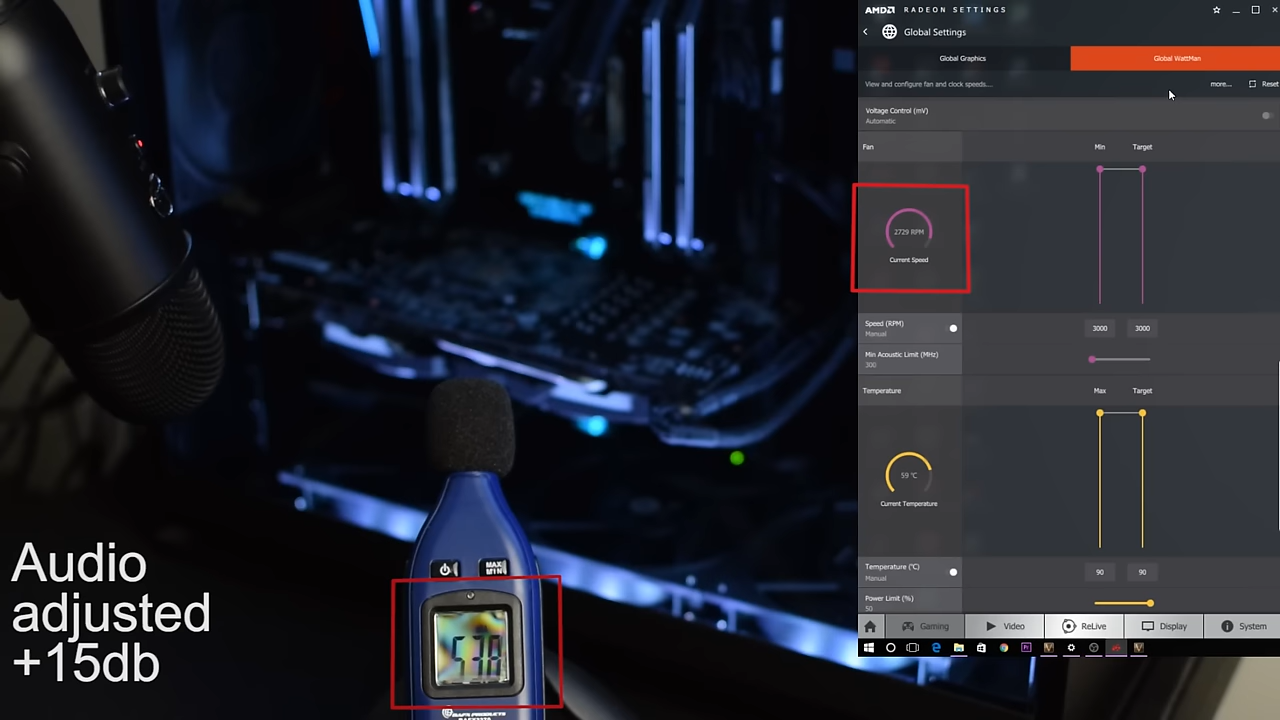 AMD RADEON SETTINGS
Global Settings
Global Graphics
Global WattMan
View and configure fan and clock speeds....
more...
Reset
Voltage Control (mV)
Automatic
Fan
Min
Target
2729 RPM
Current Speed
Speed (RPM)
Manual
3000
3000
Min Acoustic Limit (MHz)
300
Temperature
Max
Target
59 °C
Current Temperature
Temperature (°C)
Manual
90
90
Power Limit (%)
50
Gaming
Video
ReLive
Display
System
MAX
MIN
Audio
adjusted
+15db